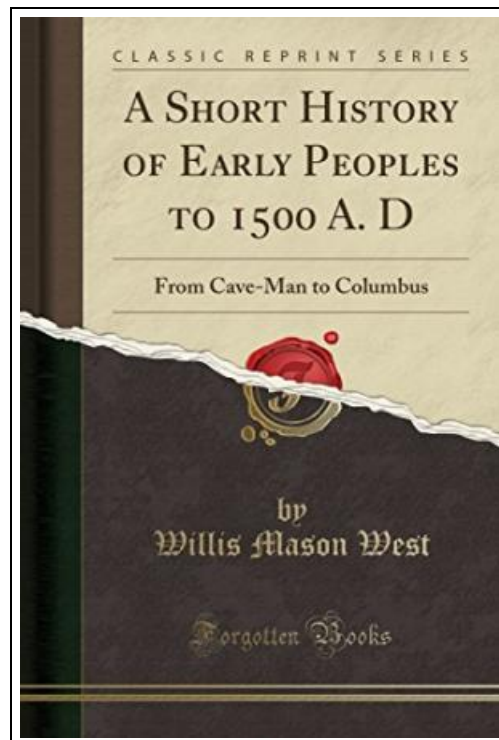 CLASSIC REPRINT SERIES
A SHORT HISTORY
OF EARLY PEOPLES
TO 1500 A. D
From Cave-Man to Columbus
F
by
Willis Mason West
Forgotten Books